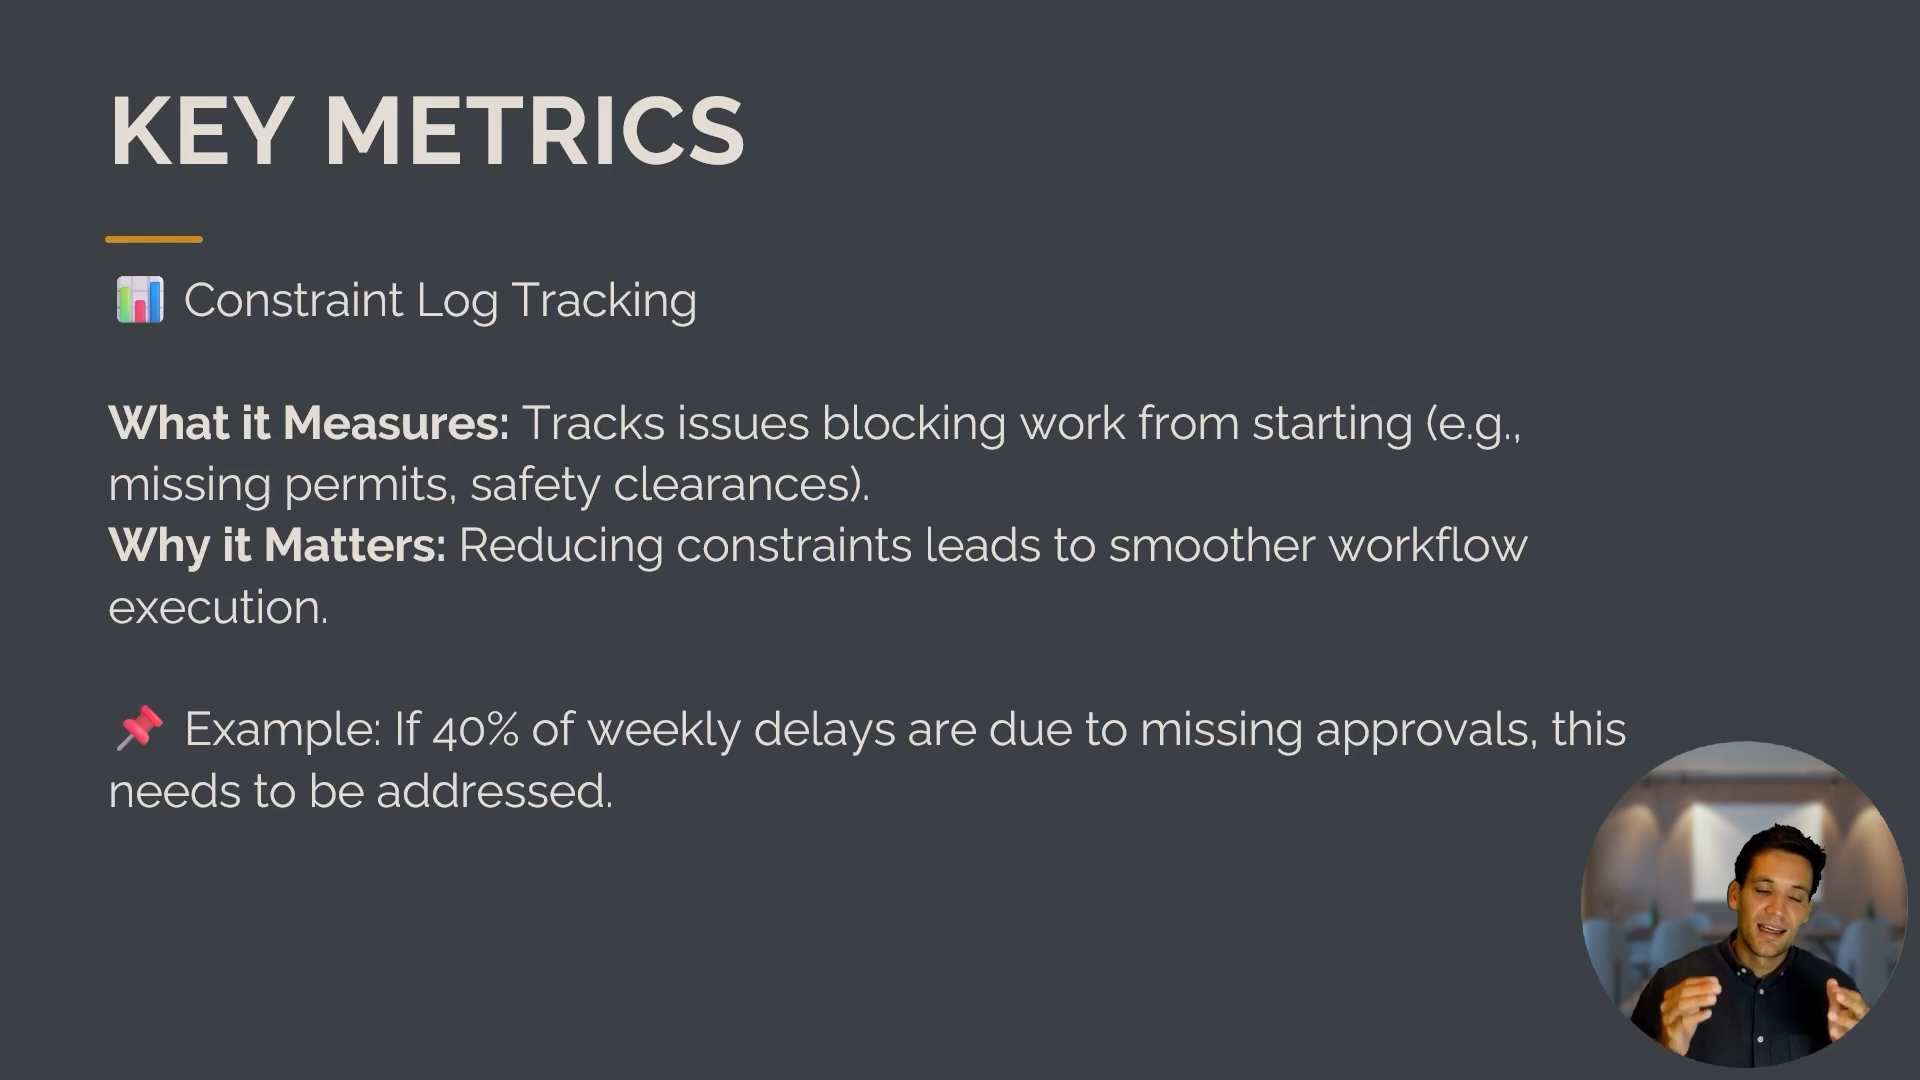 KEY METRICS
📊 Constraint Log Tracking
What it Measures: Tracks issues blocking work from starting (e.g.,
missing permits, safety clearances).
Why it Matters: Reducing constraints leads to smoother workflow
execution.
📌 Example: If 40% of weekly delays are due to missing approvals, this
needs to be addressed.